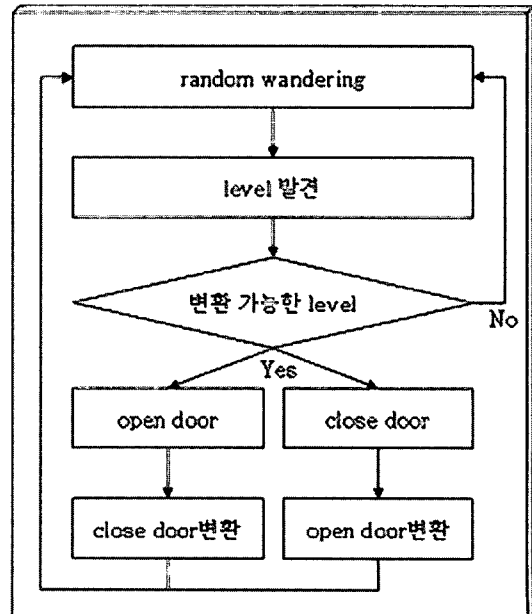 random wandering
level 발견
변환 가능한 level
No
Yes
open door
close door
close door변환
open door변환